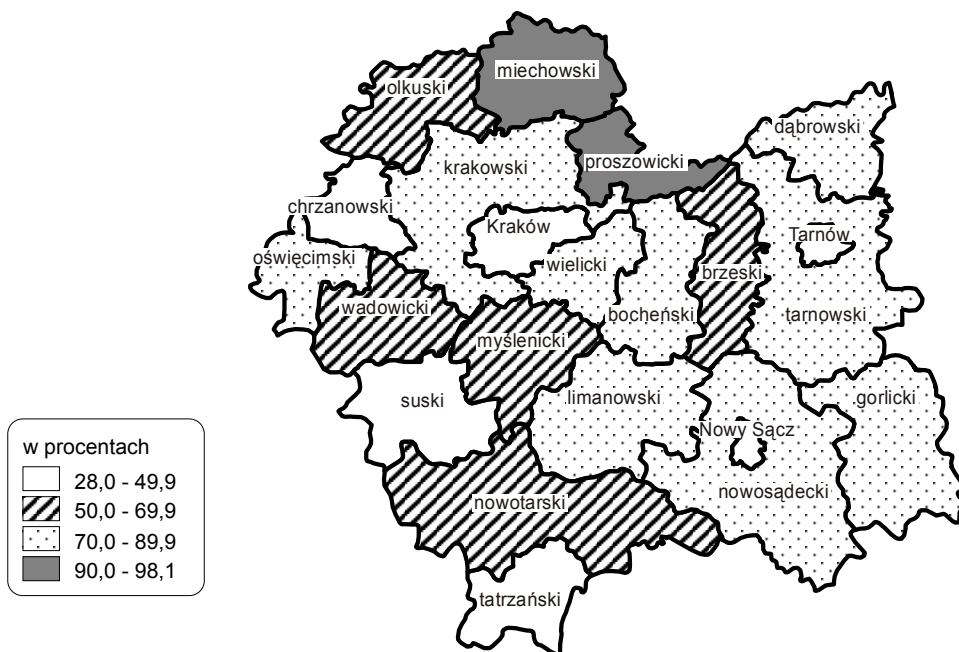 miechowski
olkuski
dąbrowski
proszowicki
krakowski
chrzanowski
Kraków
Tarnów
oświęcimski
wielicki
brzeski
wadowicki
bocheński
tarnowski
myślenicki
suski
limanowski
gorlicki
Nowy Sącz
nowosądecki
nowotarski
tatrzański
w procentach
28,0 - 49,9
50,0 - 69,9
70,0 - 89,9
90,0 - 98,1